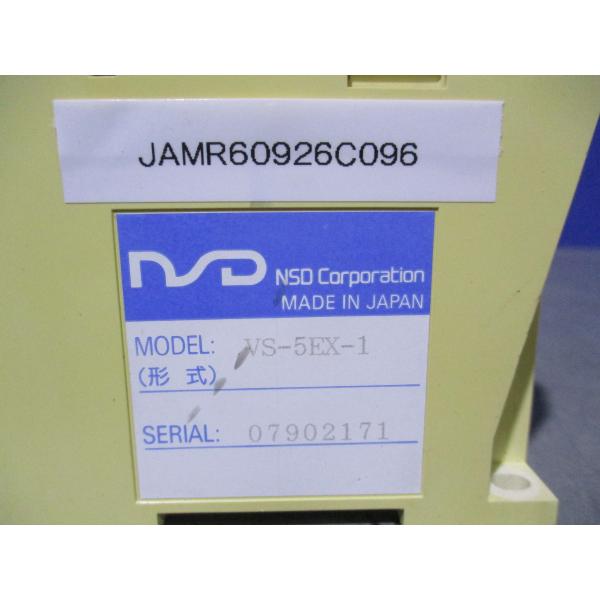 JAMR60926C096
NSD NSD Corporation
MADE IN JAPAN
MODEL: VS-5EX-1
(形 式)
SERIAL: 07902171